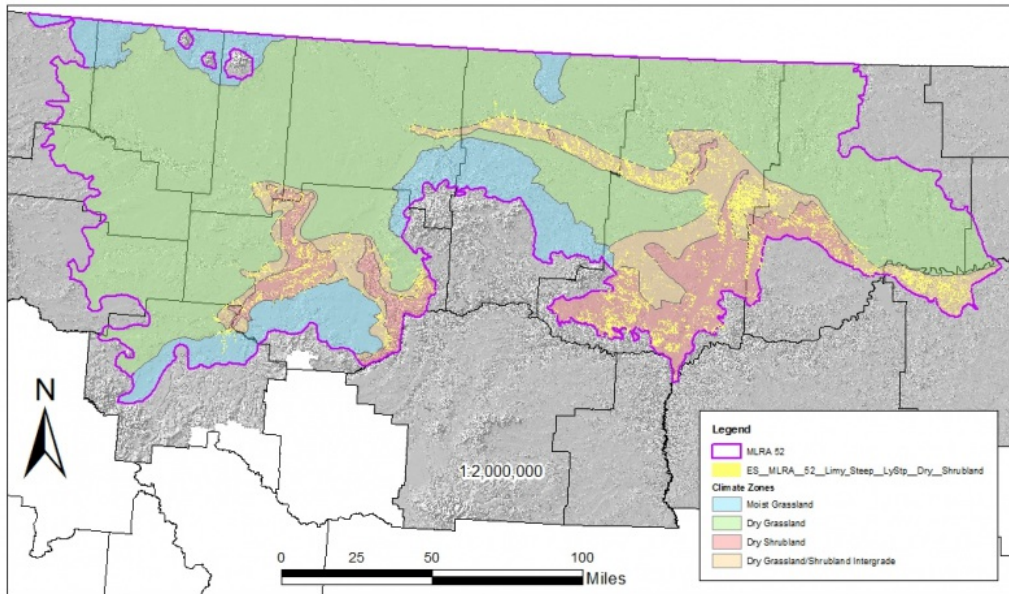 N
1:2,000,000
0 25 50 100
Miles
Legend
MLRA 52
ES__MLRA__52__Limy_Steep__LyStp__Dry__Shrubland
Climate Zones
Moist Grassland
Dry Grassland
Dry Shrubland
Dry Grassland/Shrubland Intergrade